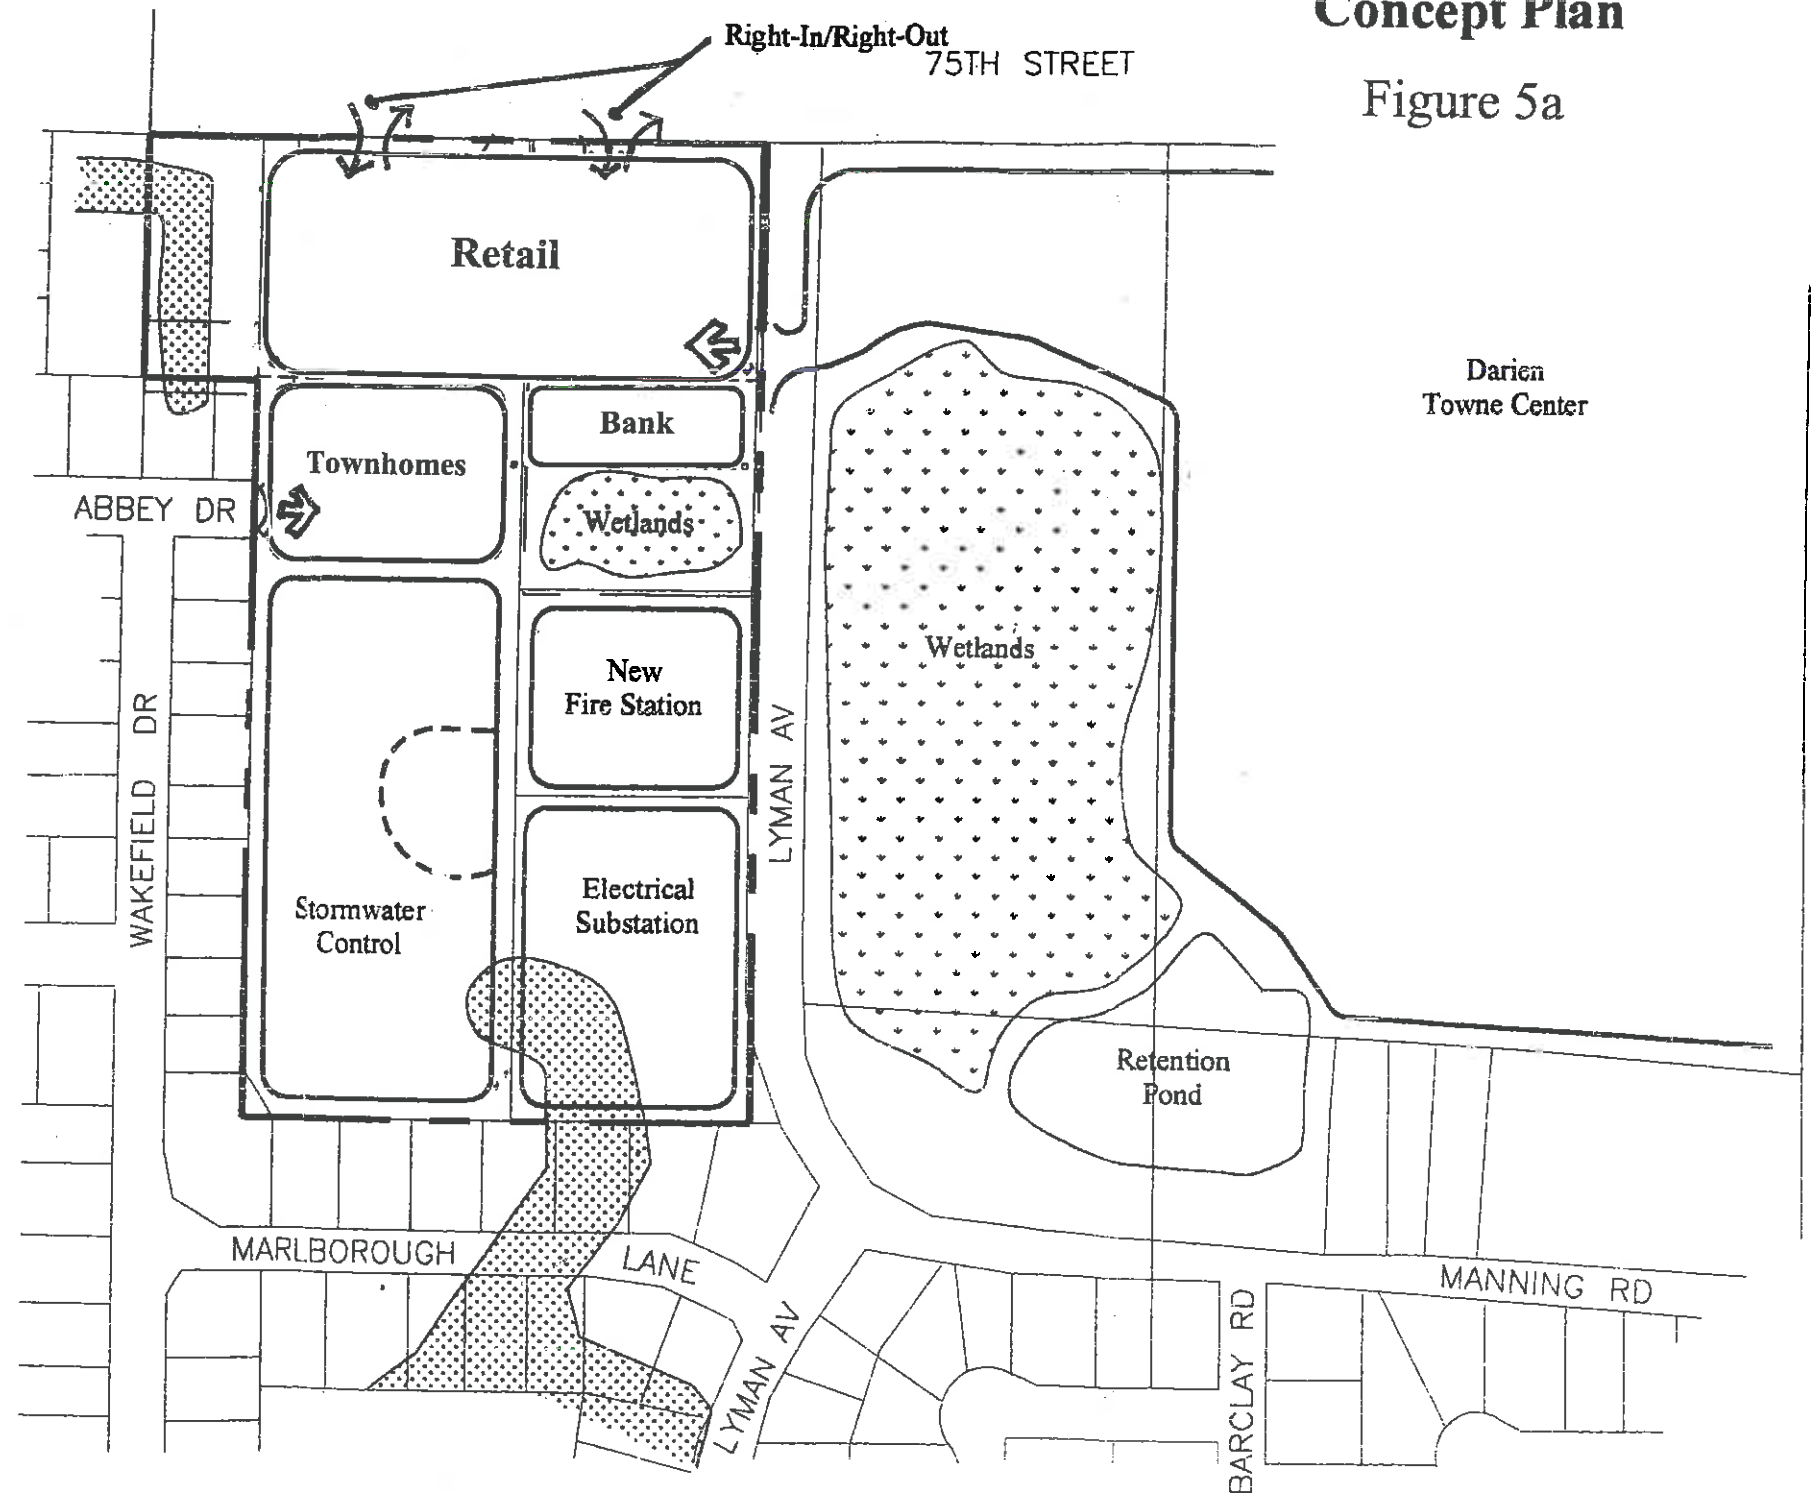 Concept Plan
Figure 5a
Right-In/Right-Out
75TH STREET
Retail
Darien
Towne Center
Bank
Townhomes
ABBEY DR
Wetlands
Wetlands
New
Fire Station
WAKEFIELD DR
LYMAN AV
Electrical
Substation
Stormwater
Control
Retention
Pond
MARLBOROUGH LANE
MANNING RD
LYMAN AV
BARCLAY RD